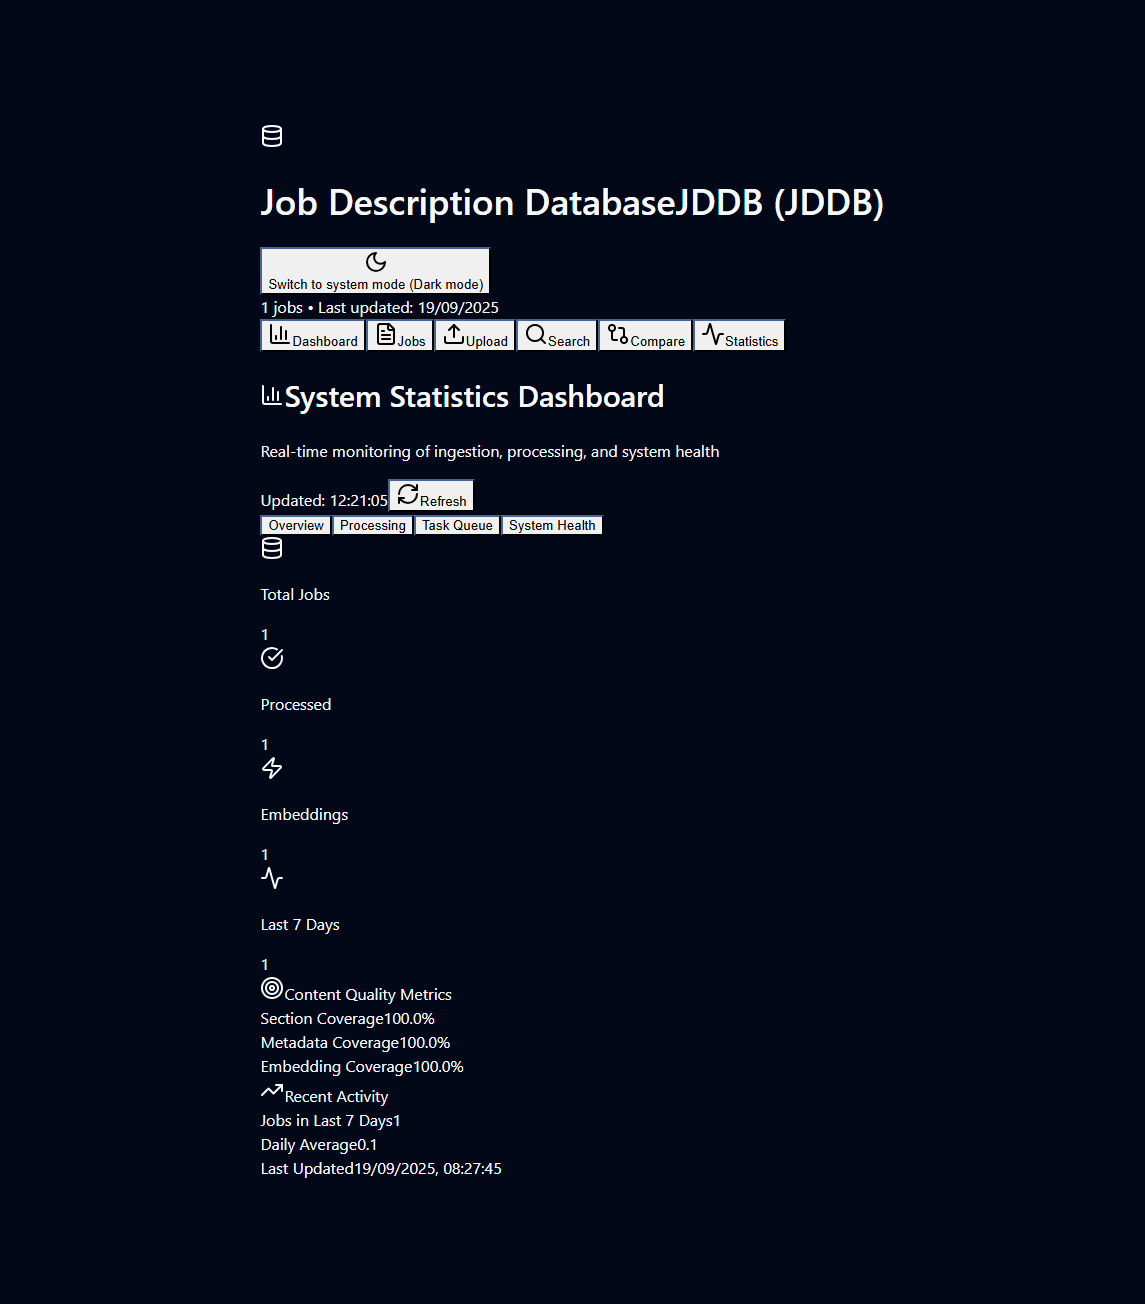 Job Description DatabaseJDDB (JDDB)
Switch to system mode (Dark mode)
1 jobs • Last updated: 19/09/2025
Dashboard Jobs Upload Search Compare Statistics
System Statistics Dashboard
Real-time monitoring of ingestion, processing, and system health
Updated: 12:21:05 Refresh
Overview Processing Task Queue System Health
Total Jobs
1
Processed
1
Embeddings
1
Last 7 Days
1
Content Quality Metrics
Section Coverage100.0%
Metadata Coverage100.0%
Embedding Coverage100.0%
Recent Activity
Jobs in Last 7 Days1
Daily Average0.1
Last Updated19/09/2025, 08:27:45